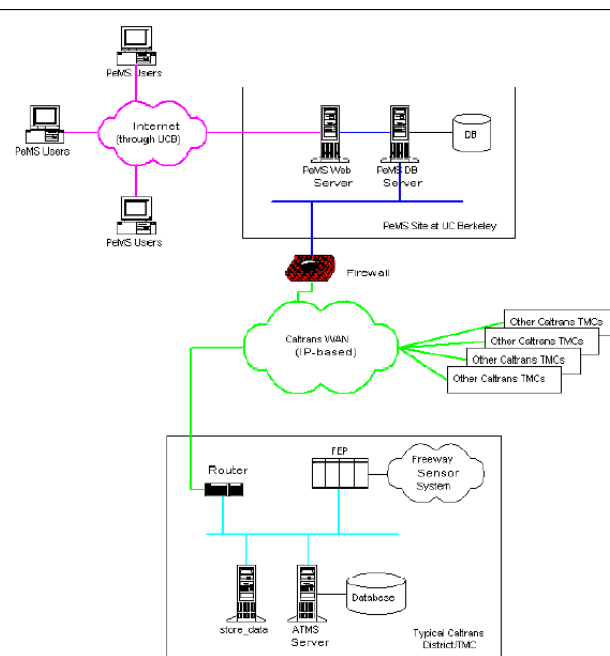 PeMS Users
PeMS Users
PeMS Users
Internet
(through UCB)
PeMS Web
Server
PeMS DB
Server
DB
PeMS Site at UC Berkeley
Firewall
Caltrans WAN
(IP-based)
Other Caltrans TMCs
Other Caltrans TMCs
Other Caltrans TMCs
Other Caltrans TMCs
Router
FEP
Freeway
Sensor
System
store_data
ATMS
Server
Database
Typical Caltrans
District/TMC